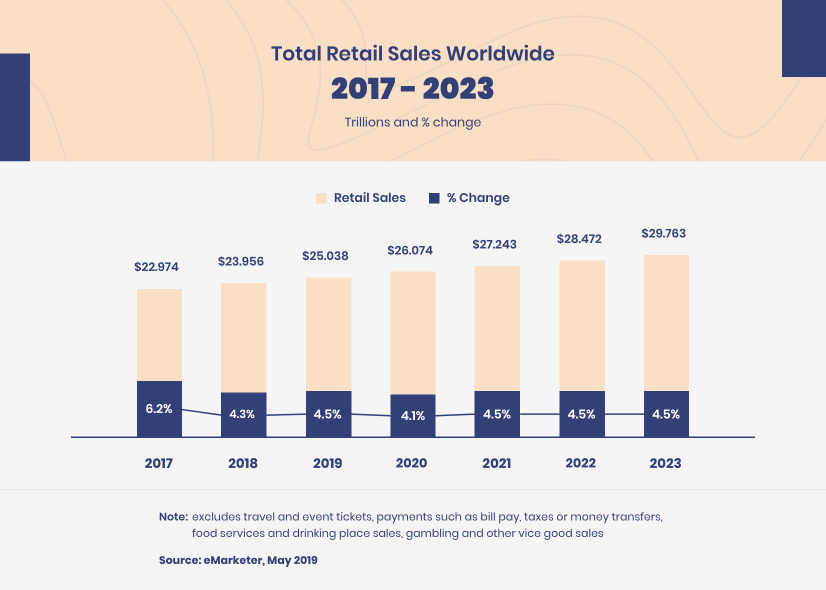 Total Retail Sales Worldwide
2017 – 2023
Trillions and % change
Retail Sales % Change
$22.974 $23.956 $25.038 $26.074 $27.243 $28.472 $29.763
6.2% 4.3% 4.5% 4.1% 4.5% 4.5% 4.5%
2017 2018 2019 2020 2021 2022 2023
Note: excludes travel and event tickets, payments such as bill pay, taxes or money transfers,
food services and drinking place sales, gambling and other vice good sales
Source: eMarketer, May 2019